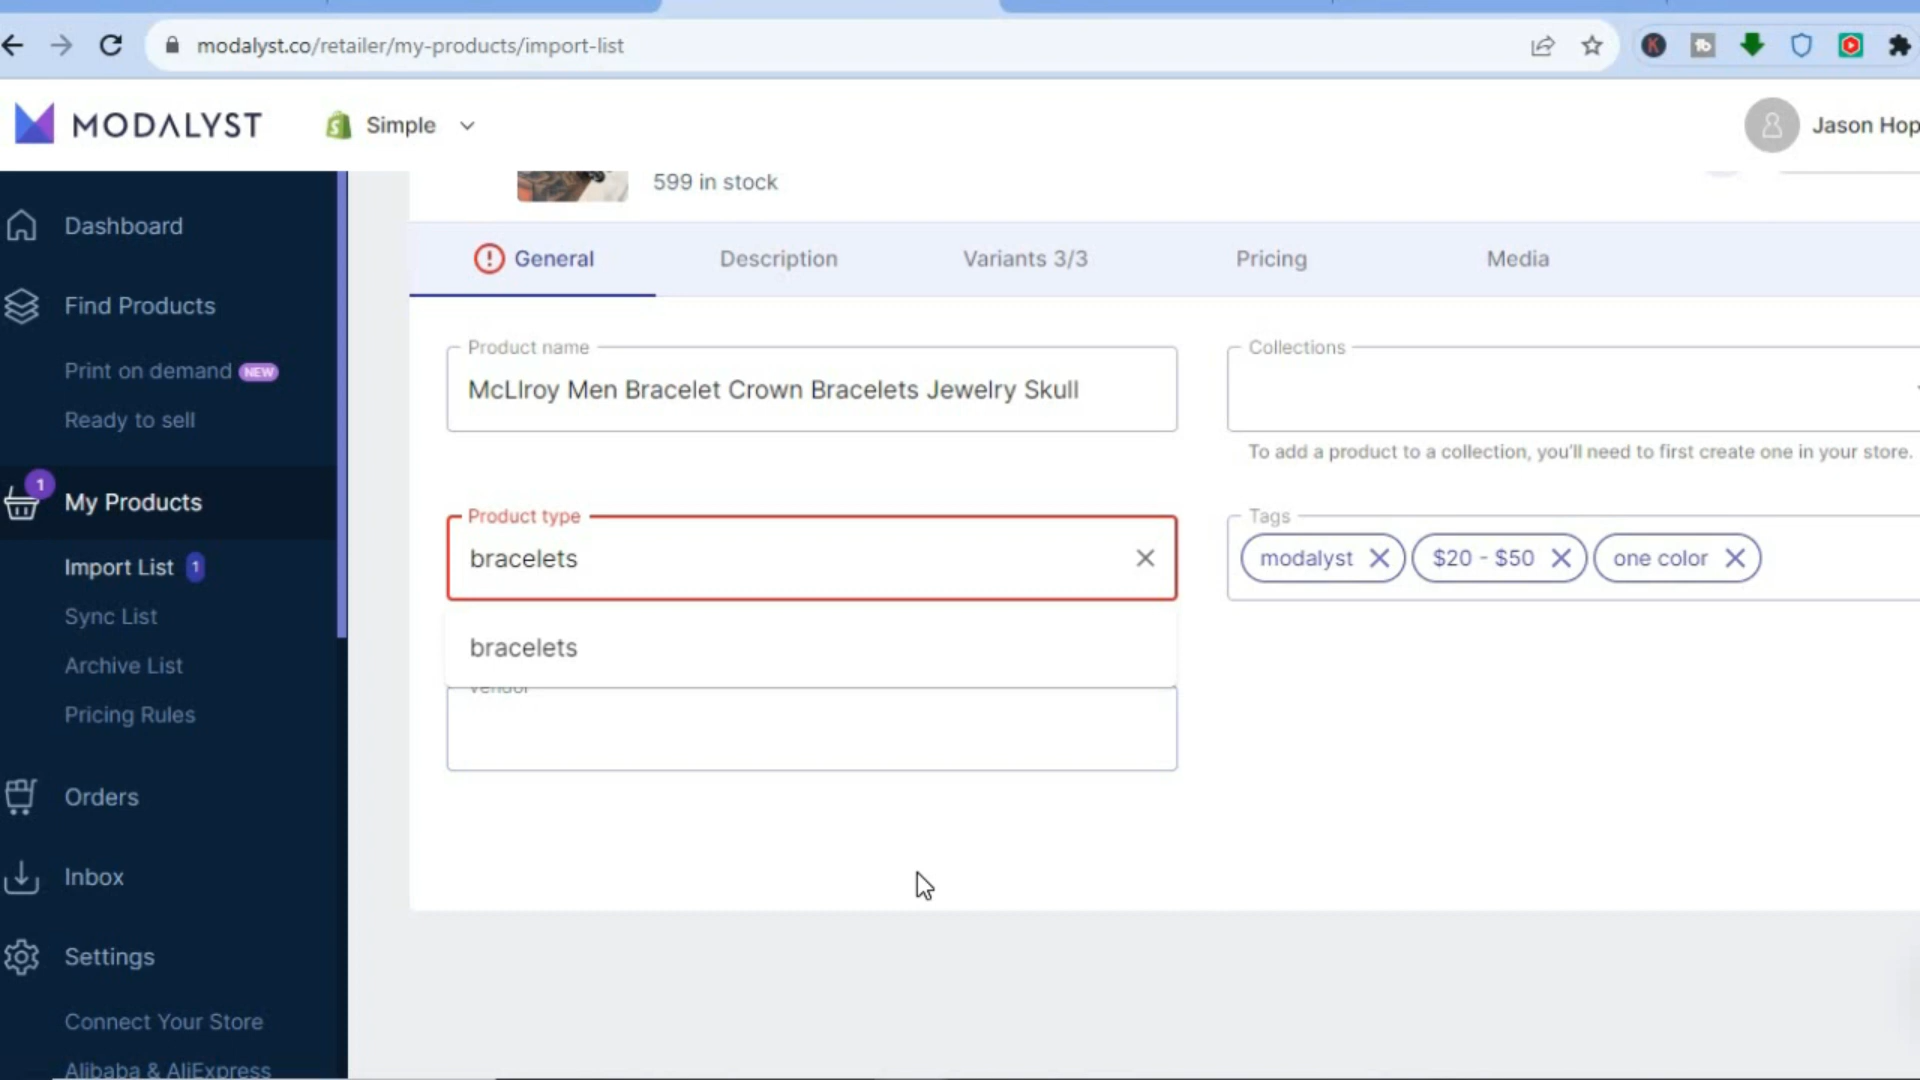 modalyst.co/retailer/my-products/import-list
MODALYST
Simple
Jason Hop
599 in stock
Dashboard
General
Description
Variants 3/3
Pricing
Media
Find Products
Print on demand NEW
Ready to sell
Product name
McLlroy Men Bracelet Crown Bracelets Jewelry Skull
Collections
To add a product to a collection, you'll need to first create one in your store.
1
My Products
Product type
bracelets
Tags
modalyst
$20 - $50
one color
Import List 1
Sync List
bracelets
Archive List
Vendor
Pricing Rules
Orders
Inbox
Settings
Connect Your Store
Alibaba & AliExpress